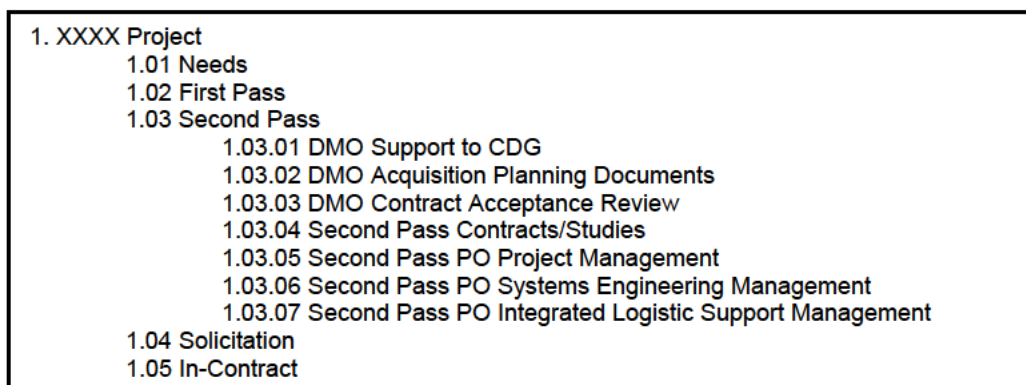 1. XXXX Project
1.01 Needs
1.02 First Pass
1.03 Second Pass
1.03.01 DMO Support to CDG
1.03.02 DMO Acquisition Planning Documents
1.03.03 DMO Contract Acceptance Review
1.03.04 Second Pass Contracts/Studies
1.03.05 Second Pass PO Project Management
1.03.06 Second Pass PO Systems Engineering Management
1.03.07 Second Pass PO Integrated Logistic Support Management
1.04 Solicitation
1.05 In-Contract